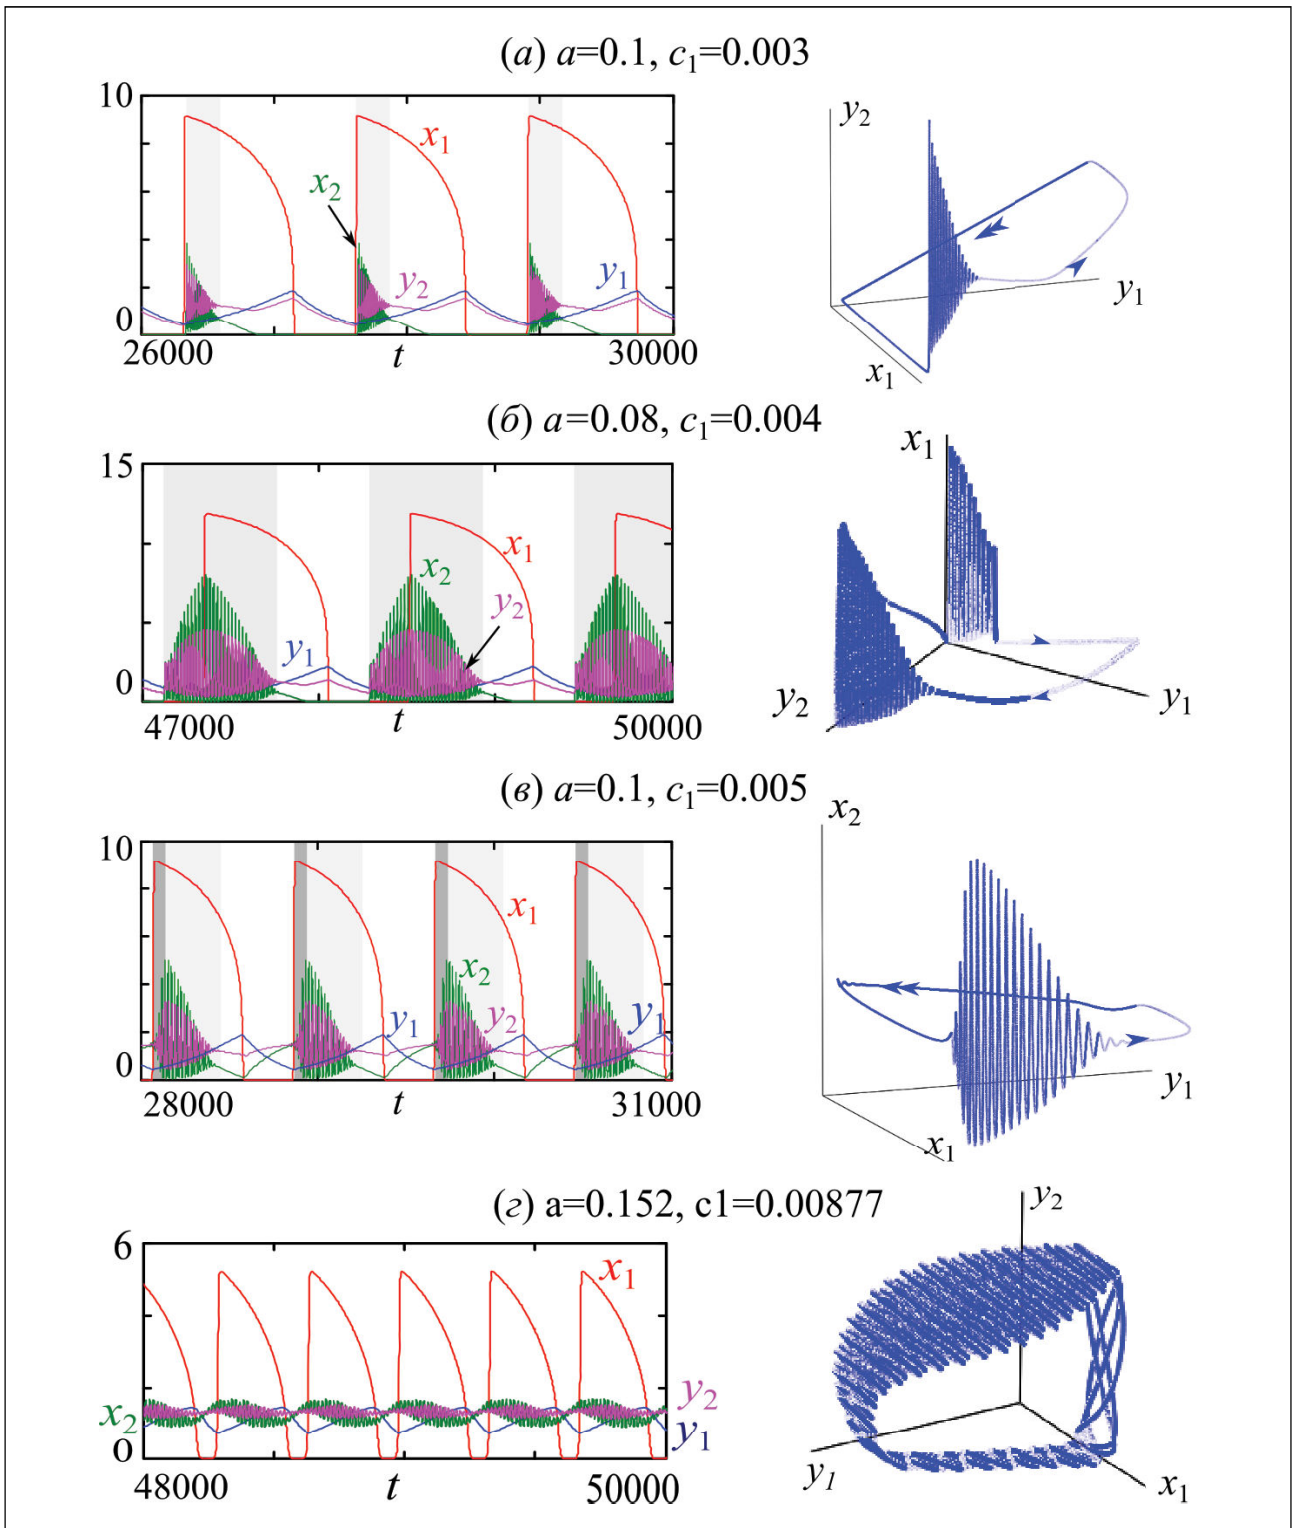 (а) a=0.1, c₁=0.003
10
x₁
x₂
y₁
y₂
0
26000
t
30000
y₂
y₁
x₁
(б) a=0.08, c₁=0.004
15
x₁
x₂
y₂
y₁
0
47000
t
50000
x₁
y₂
y₁
(в) a=0.1, c₁=0.005
10
x₁
x₂
y₁
y₂
y₁
0
28000
t
31000
x₂
y₁
x₁
(г) a=0.152, c1=0.00877
6
x₁
x₂
y₂
y₁
0
48000
t
50000
y₂
y₁
x₁